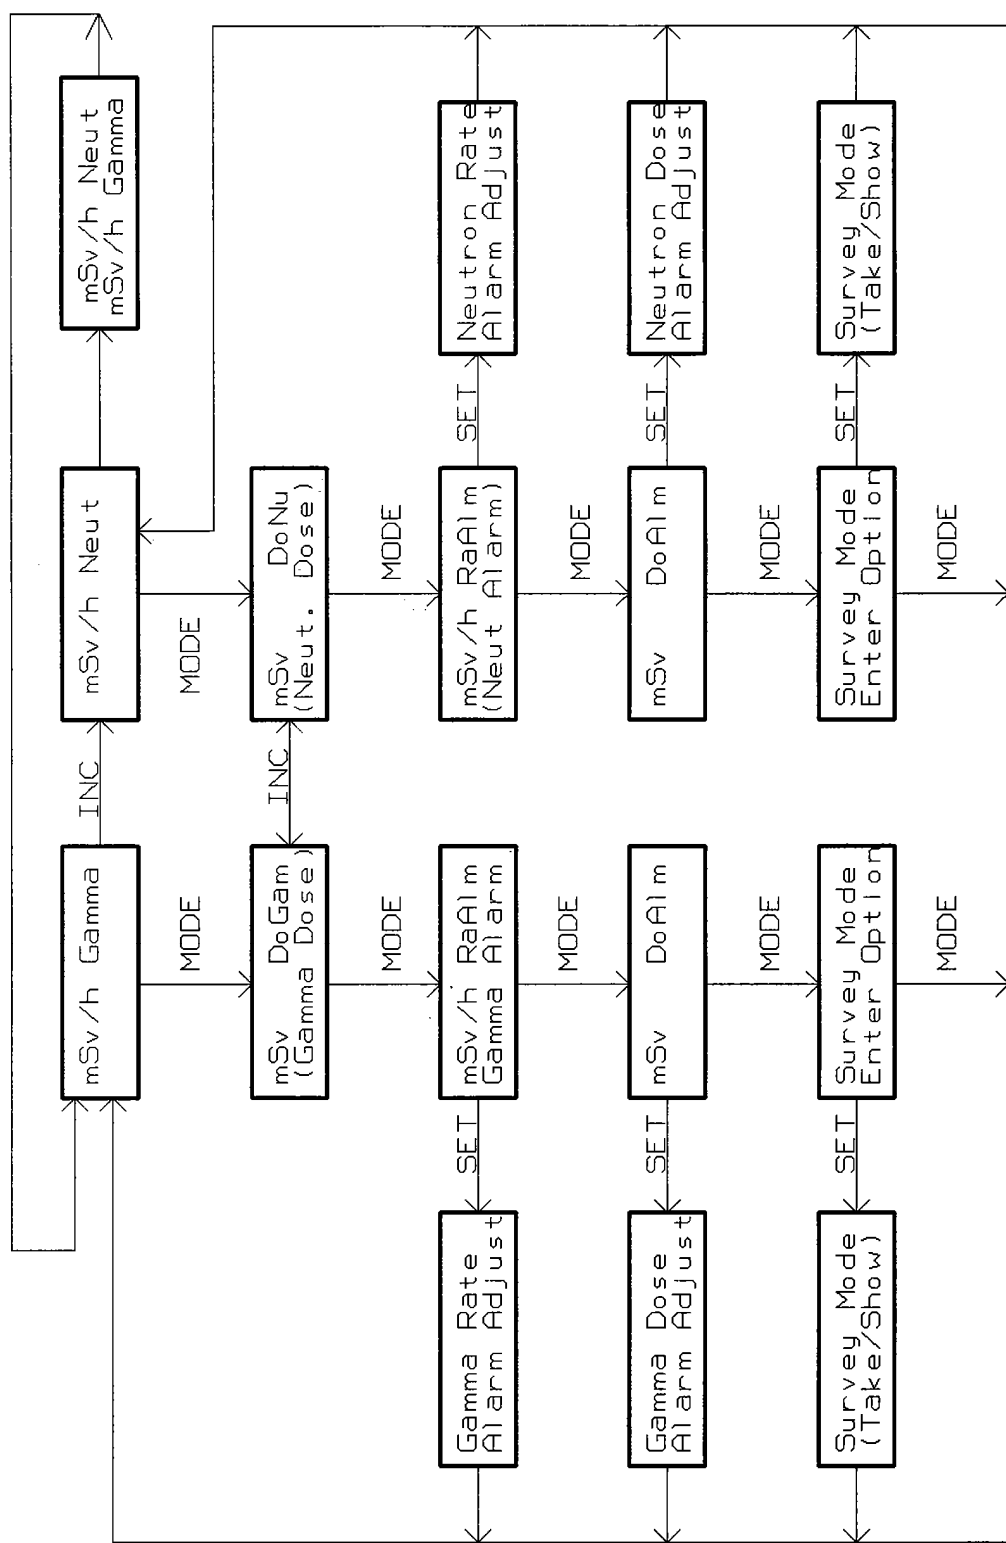 mSv/h Gamma
INC
mSv/h Neut
mSv/h Neut
mSv/h Gamma
MODE
MODE
mSv DoGam
(Gamma Dose)
INC
mSv DoNu
(Neut. Dose)
MODE
MODE
Gamma Rate
Alarm Adjust
SET
mSv/h RaAlm
Gamma Alarm
mSv/h RaAlm
(Neut Alarm)
SET
Neutron Rate
Alarm Adjust
MODE
MODE
Gamma Dose
Alarm Adjust
SET
mSv DoAlm
mSv DoAlm
SET
Neutron Dose
Alarm Adjust
MODE
MODE
Survey Mode
(Take/Show)
SET
Survey Mode
Enter Option
Survey Mode
Enter Option
SET
Survey Mode
(Take/Show)
MODE
MODE